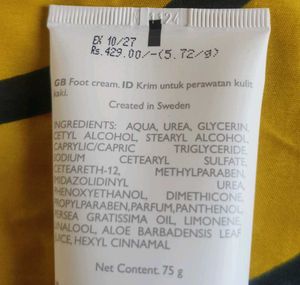 EX 10/27
Rs.429.00/-(5.72/g)
GB Foot cream. ID Krim untuk perawatan kulit
kaki.
Created in Sweden
INGREDIENTS: AQUA, UREA, GLYCERIN,
CETYL ALCOHOL, STEARYL ALCOHOL,
CAPRYLIC/CAPRIC TRIGLYCERIDE,
SODIUM CETEARYL SULFATE,
CETEARETH-12, METHYLPARABEN,
IMIDAZOLIDINYL UREA,
PHENOXYETHANOL, DIMETHICONE,
PROPYLPARABEN, PARFUM, PANTHENOL,
PERSEA GRATISSIMA OIL, LIMONENE,
LINALOOL, ALOE BARBADENSIS LEAF
JUICE, HEXYL CINNAMAL
Net Content. 75 g